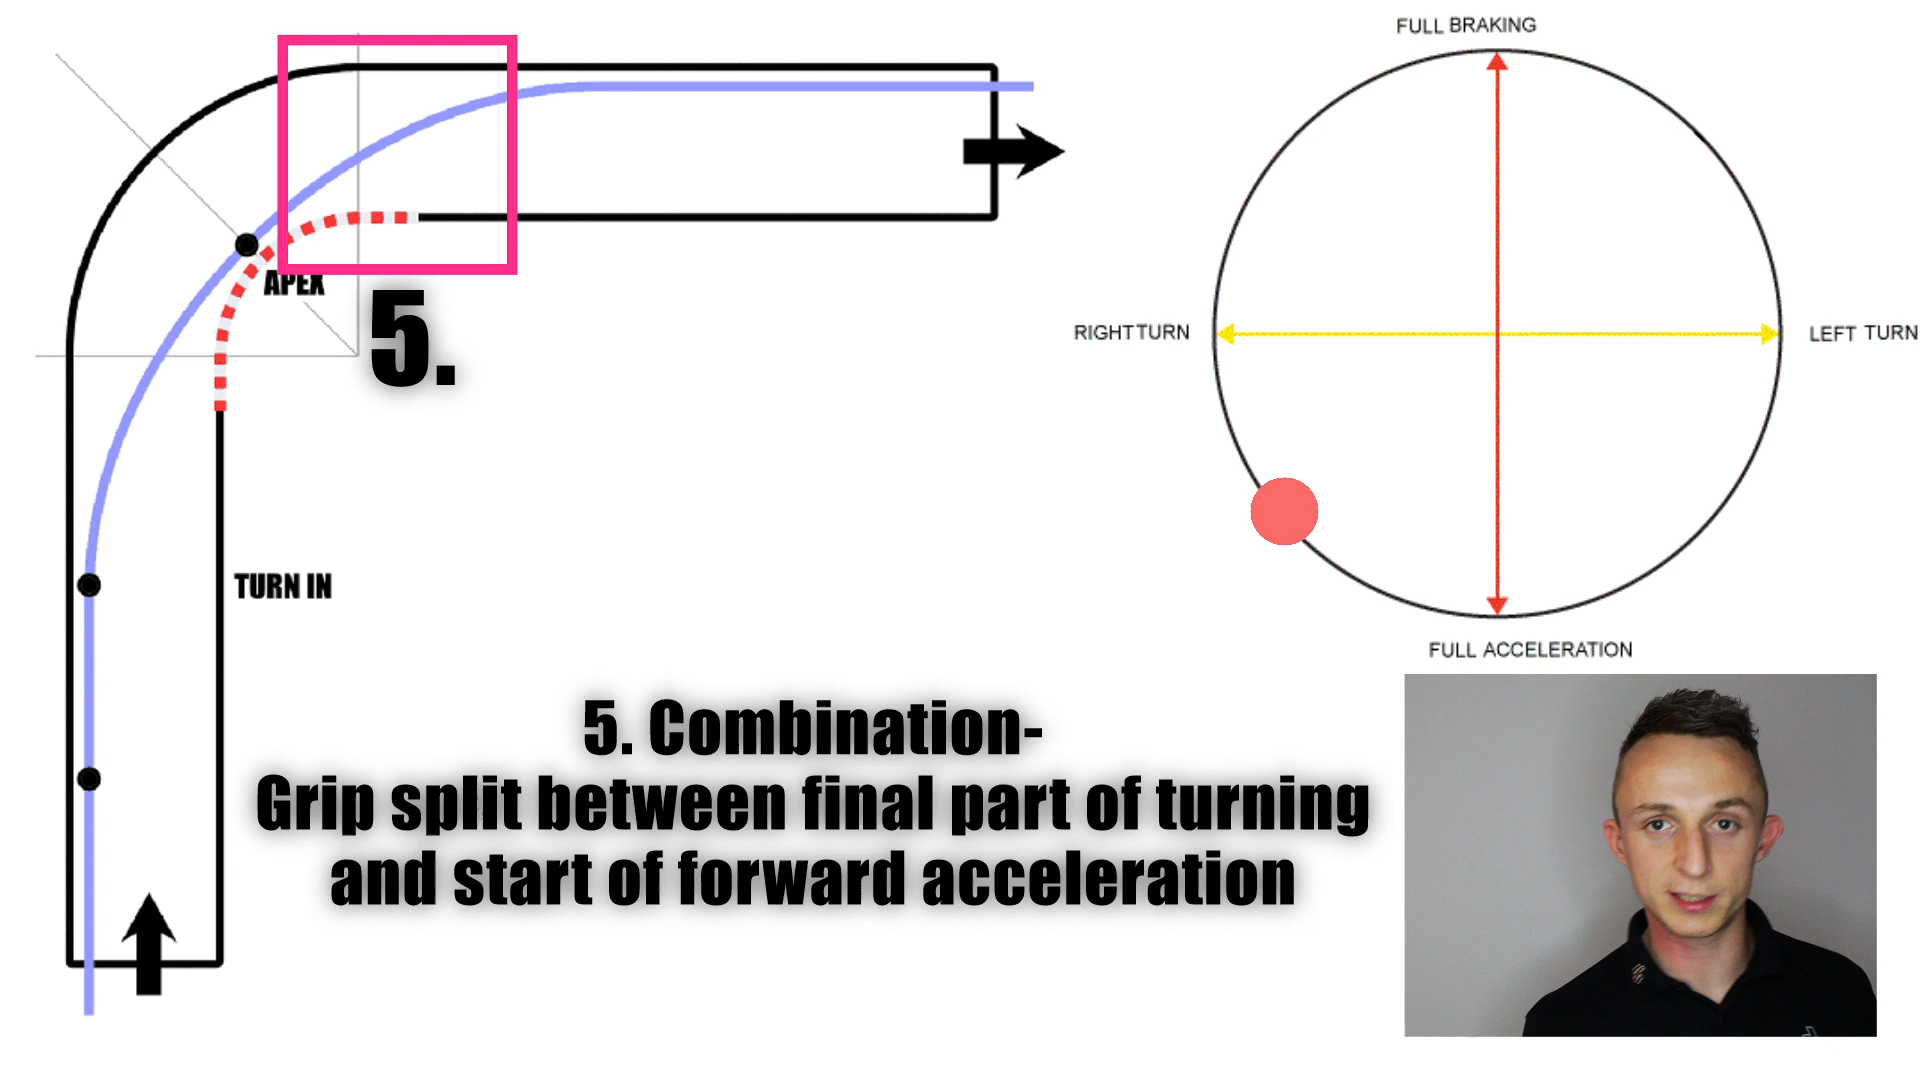 FULL BRAKING
APEX
5.
RIGHT TURN
LEFT TURN
TURN IN
FULL ACCELERATION
5. Combination-
Grip split between final part of turning
and start of forward acceleration